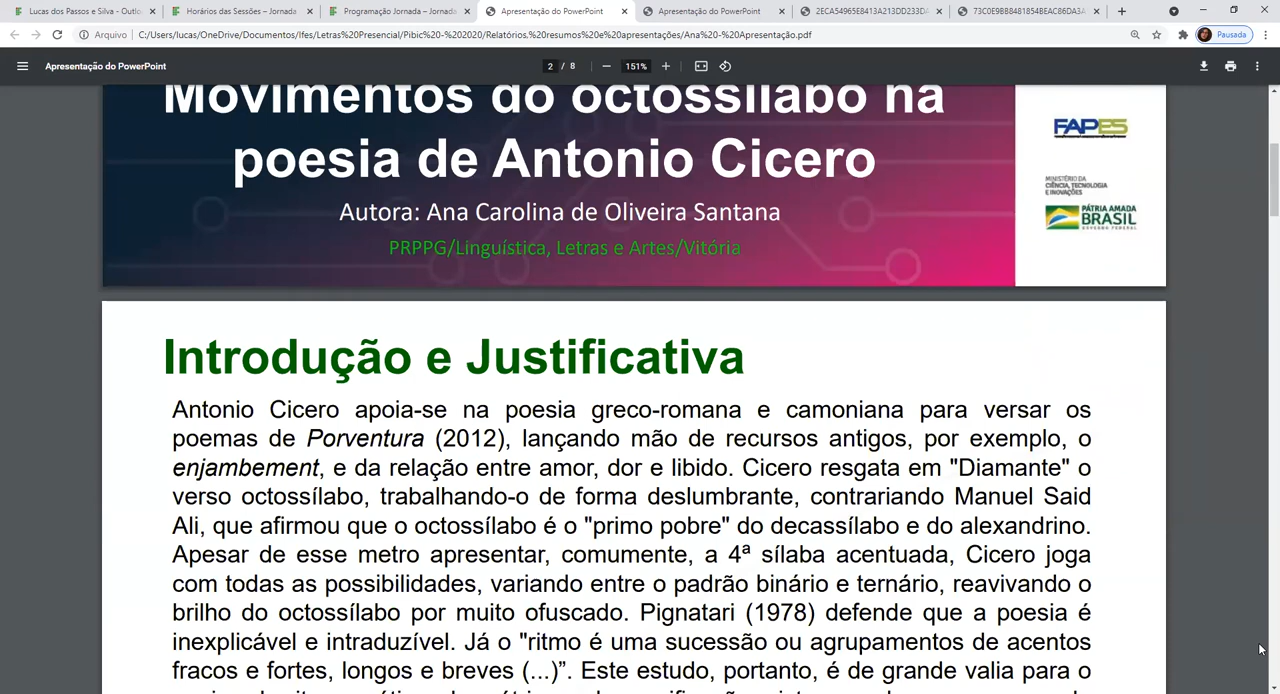 Lucas dos Passos e Silva - Outlo
Horários das Sessões – Jornada
Programação Jornada – Jornada
Apresentação do PowerPoint
Apresentação do PowerPoint
2ECA54965E8413A213DD233DA
73C0E9BB8481854BEAC86DA3A
Arquivo
C:/Users/lucas/OneDrive/Documentos/Ifes/Letras%20Presencial/Pibic%20-%202020/Relatórios,%20resumos%20e%20apresentações/Ana%20-%20Apresentação.pdf
Pausada
Apresentação do PowerPoint
2 / 8
151%
Movimentos do octossílabo na
poesia de Antonio Cicero
Autora: Ana Carolina de Oliveira Santana
PRPPG/Linguística, Letras e Artes/Vitória
FAPES
MINISTÉRIO DA
CIÊNCIA, TECNOLOGIA
E INOVAÇÕES
PÁTRIA AMADA
BRASIL
GOVERNO FEDERAL
Introdução e Justificativa
Antonio Cicero apoia-se na poesia greco-romana e camoniana para versar os
poemas de Porventura (2012), lançando mão de recursos antigos, por exemplo, o
enjambement, e da relação entre amor, dor e libido. Cicero resgata em "Diamante" o
verso octossílabo, trabalhando-o de forma deslumbrante, contrariando Manuel Said
Ali, que afirmou que o octossílabo é o "primo pobre" do decassílabo e do alexandrino.
Apesar de esse metro apresentar, comumente, a 4ª sílaba acentuada, Cicero joga
com todas as possibilidades, variando entre o padrão binário e ternário, reavivando o
brilho do octossílabo por muito ofuscado. Pignatari (1978) defende que a poesia é
inexplicável e intraduzível. Já o "ritmo é uma sucessão ou agrupamentos de acentos
fracos e fortes, longos e breves (...)”. Este estudo, portanto, é de grande valia para o